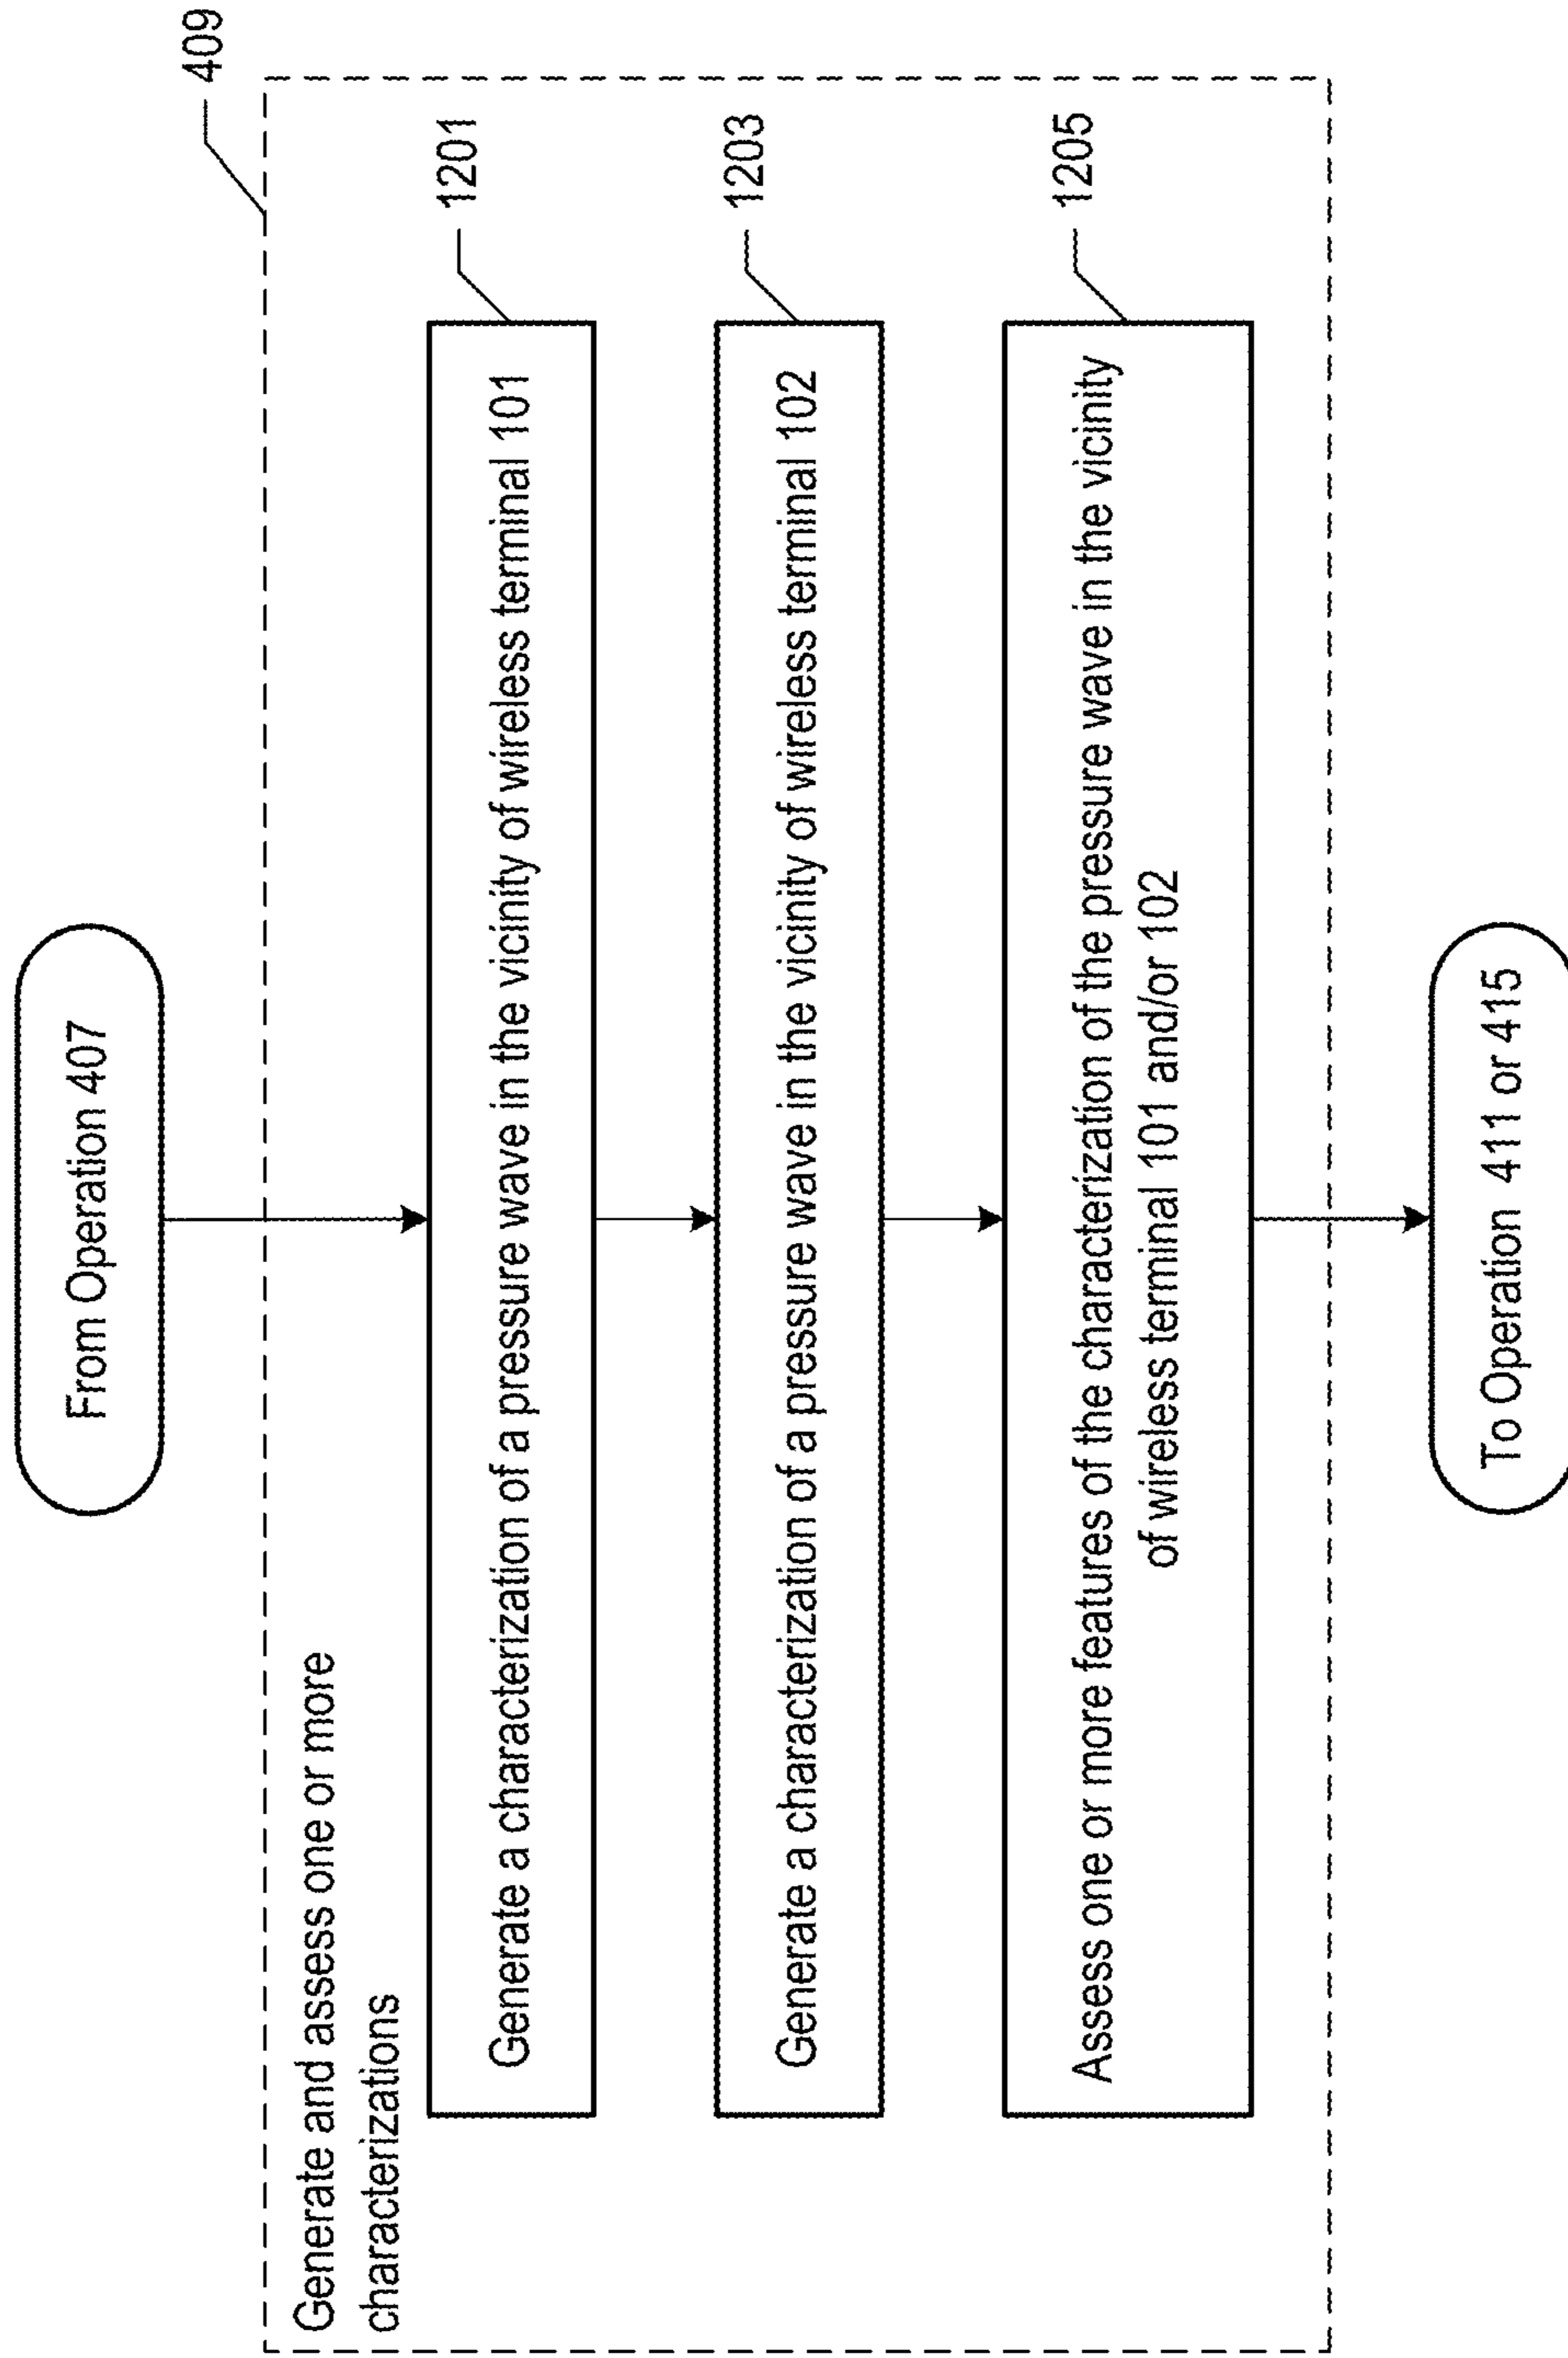 From Operation 407
409
Generate and assess one or more
characterizations
1201
Generate a characterization of a pressure wave in the vicinity of wireless terminal 101
1203
Generate a characterization of a pressure wave in the vicinity of wireless terminal 102
1205
Assess one or more features of the characterization of the pressure wave in the vicinity
of wireless terminal 101 and/or 102
To Operation 411 or 415